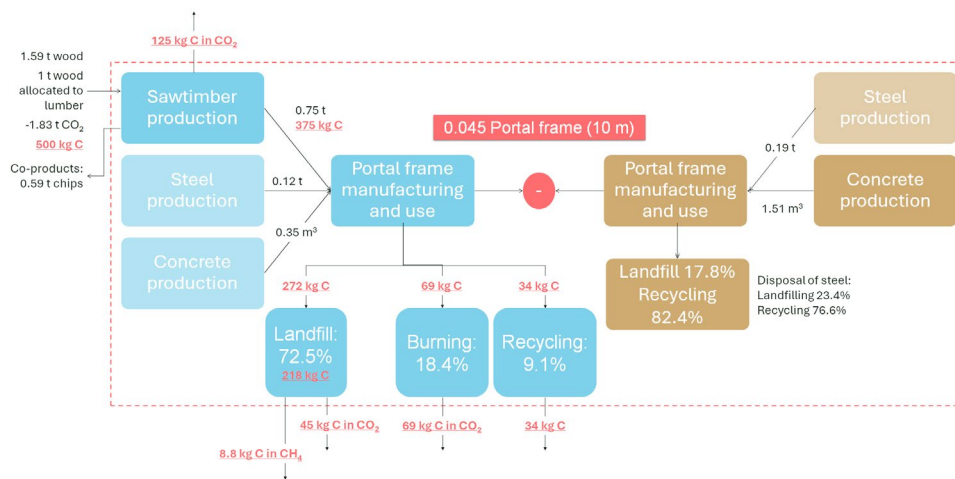 125 kg C in CO₂
1.59 t wood
1 t wood
allocated to
lumber
-1.83 t CO₂
500 kg C
Co-products:
0.59 t chips
Sawtimber
production
Steel
production
Concrete
production
0.75 t
375 kg C
0.12 t
0.35 m³
Portal frame
manufacturing
and use
0.045 Portal frame (10 m)
-
Portal frame
manufacturing
and use
Steel
production
0.19 t
Concrete
production
1.51 m³
Landfill 17.8%
Recycling
82.4%
Disposal of steel:
Landfilling 23.4%
Recycling 76.6%
272 kg C
69 kg C
34 kg C
Landfill:
72.5%
218 kg C
Burning:
18.4%
Recycling:
9.1%
45 kg C in CO₂
69 kg C in CO₂
34 kg C
8.8 kg C in CH₄